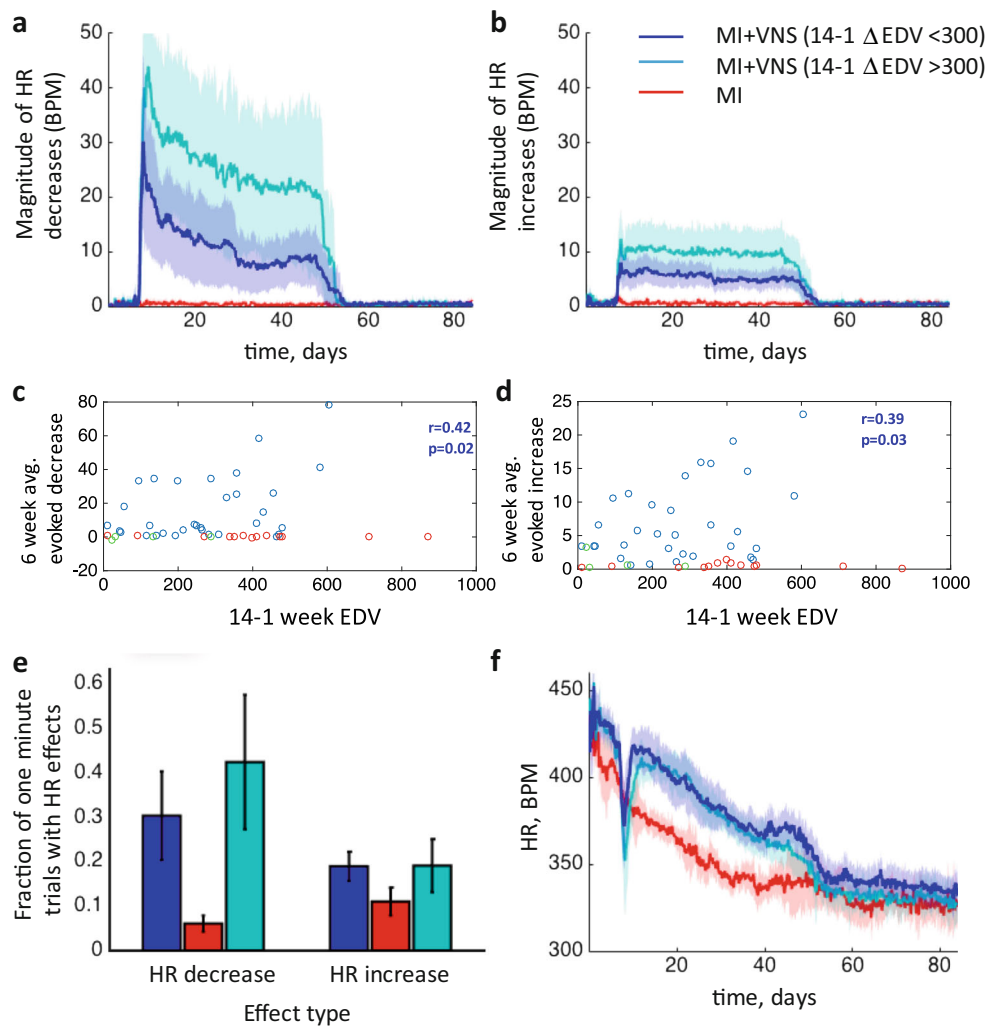 a
50
40
30
20
10
0
Magnitude of HR
decreases (BPM)
20
40
60
80
time, days
b
50
40
30
20
10
0
Magnitude of HR
increases (BPM)
20
40
60
80
time, days
MI+VNS (14-1 Δ EDV <300)
MI+VNS (14-1 Δ EDV >300)
MI
c
80
60
40
20
0
-20
6 week avg.
evoked decrease
r=0.42
p=0.02
0
200
400
600
800
1000
14-1 week EDV
d
25
20
15
10
5
0
6 week avg.
evoked increase
r=0.39
p=0.03
0
200
400
600
800
1000
14-1 week EDV
e
0.6
0.5
0.4
0.3
0.2
0.1
0
Fraction of one minute
trials with HR effects
HR decrease
HR increase
Effect type
f
450
400
350
300
HR, BPM
20
40
60
80
time, days